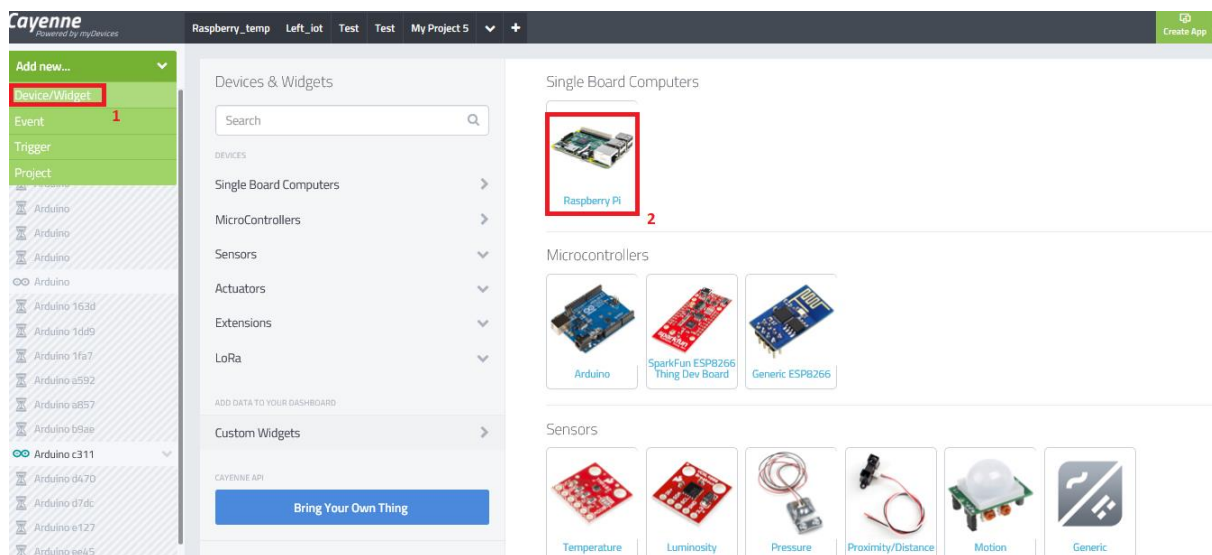 Cayenne
Powered by myDevices
Raspberry_temp Left_iot Test Test My Project 5 +
Create App
Add new...
Device/Widget
1
Event
Trigger
Project
Arduino
Arduino
Arduino
Arduino
Arduino 163d
Arduino 1dd9
Arduino 1fa7
Arduino a592
Arduino a857
Arduino b9ae
Arduino c311
Arduino d470
Arduino d7dc
Arduino e127
Arduino ee45
Devices & Widgets
Search
DEVICES
Single Board Computers
MicroControllers
Sensors
Actuators
Extensions
LoRa
ADD DATA TO YOUR DASHBOARD
Custom Widgets
CAYENNE API
Bring Your Own Thing
Single Board Computers
Raspberry Pi
2
Microcontrollers
Arduino
SparkFun ESP8266
Thing Dev Board
Generic ESP8266
Sensors
Temperature
Luminosity
Pressure
Proximity/Distance
Motion
Generic